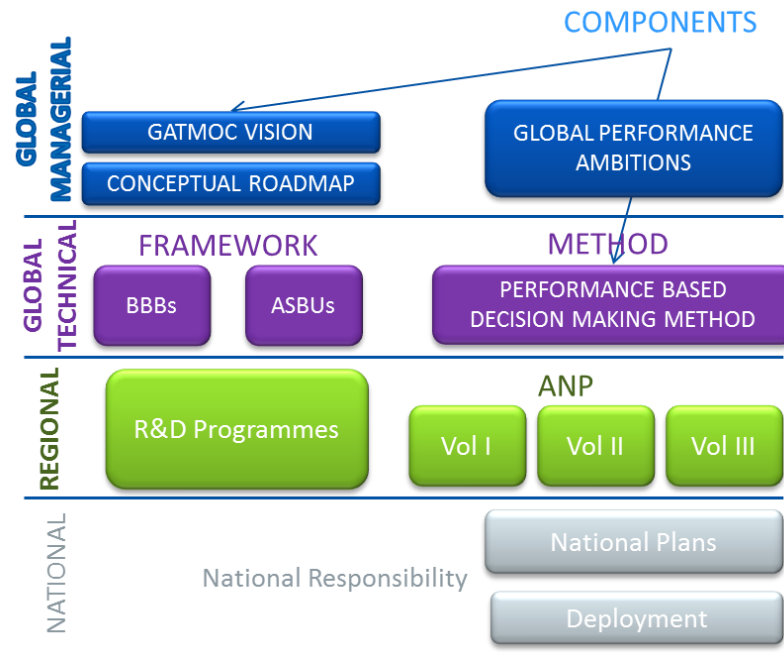 COMPONENTS
GLOBAL
MANAGERIAL
GATMOC VISION
CONCEPTUAL ROADMAP
GLOBAL PERFORMANCE
AMBITIONS
GLOBAL
TECHNICAL
FRAMEWORK
BBBs
ASBUs
METHOD
PERFORMANCE BASED
DECISION MAKING METHOD
REGIONAL
R&D Programmes
ANP
Vol I
Vol II
Vol III
NATIONAL
National Responsibility
National Plans
Deployment